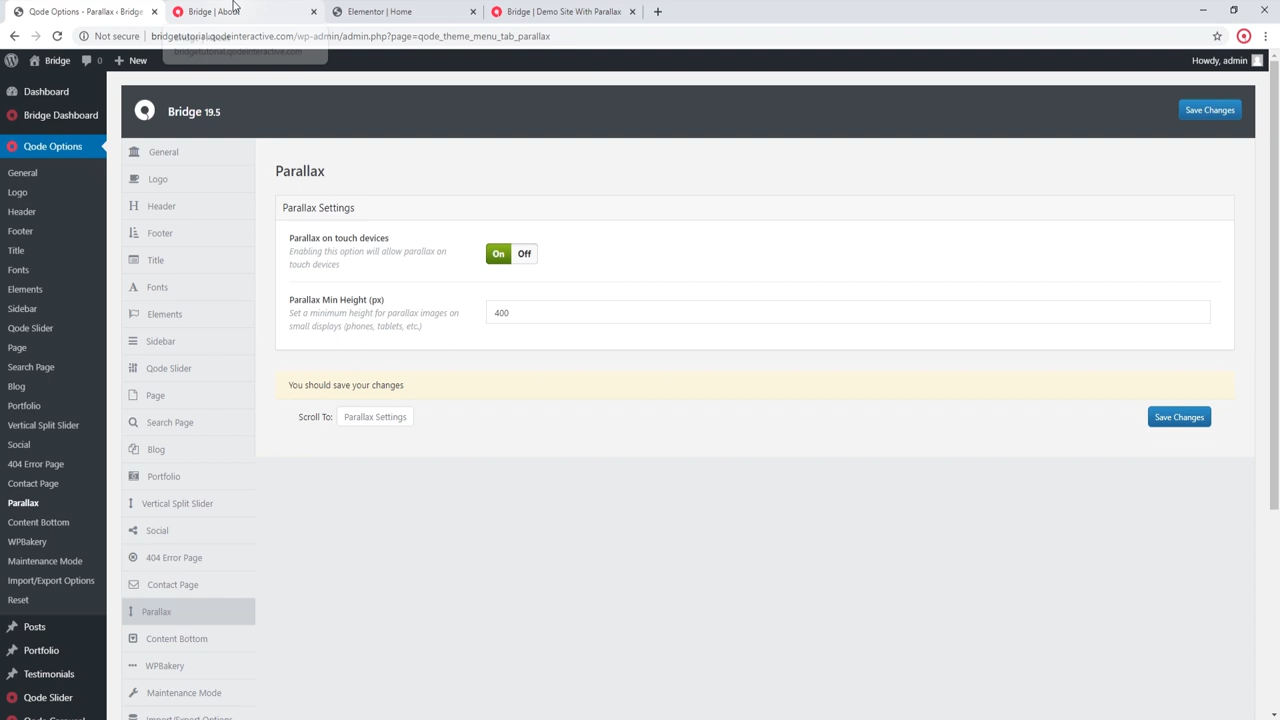 Qode Options - Parallax ‹ Bridge
Bridge | About
Elementor | Home
Bridge | Demo Site With Parallax
Not secure
bridgetutorial.qodeinteractive.com/wp-admin/admin.php?page=qode_theme_menu_tab_parallax
bridgetutorial.qodeinteractive.com
Bridge
0
New
Howdy, admin
Dashboard
Bridge Dashboard
Qode Options
General
Logo
Header
Footer
Title
Fonts
Elements
Sidebar
Qode Slider
Page
Search Page
Blog
Portfolio
Vertical Split Slider
Social
404 Error Page
Contact Page
Parallax
Content Bottom
WPBakery
Maintenance Mode
Import/Export Options
Reset
Posts
Portfolio
Testimonials
Qode Slider
Qode Carousel
Bridge 19.5
Save Changes
General
Logo
Header
Footer
Title
Fonts
Elements
Sidebar
Qode Slider
Page
Search Page
Blog
Portfolio
Vertical Split Slider
Social
404 Error Page
Contact Page
Parallax
Content Bottom
WPBakery
Maintenance Mode
Import/Export Options
Parallax
Parallax Settings
Parallax on touch devices
Enabling this option will allow parallax on
touch devices
On
Off
Parallax Min Height (px)
Set a minimum height for parallax images on
small displays (phones, tablets, etc.)
400
You should save your changes
Scroll To:
Parallax Settings
Save Changes